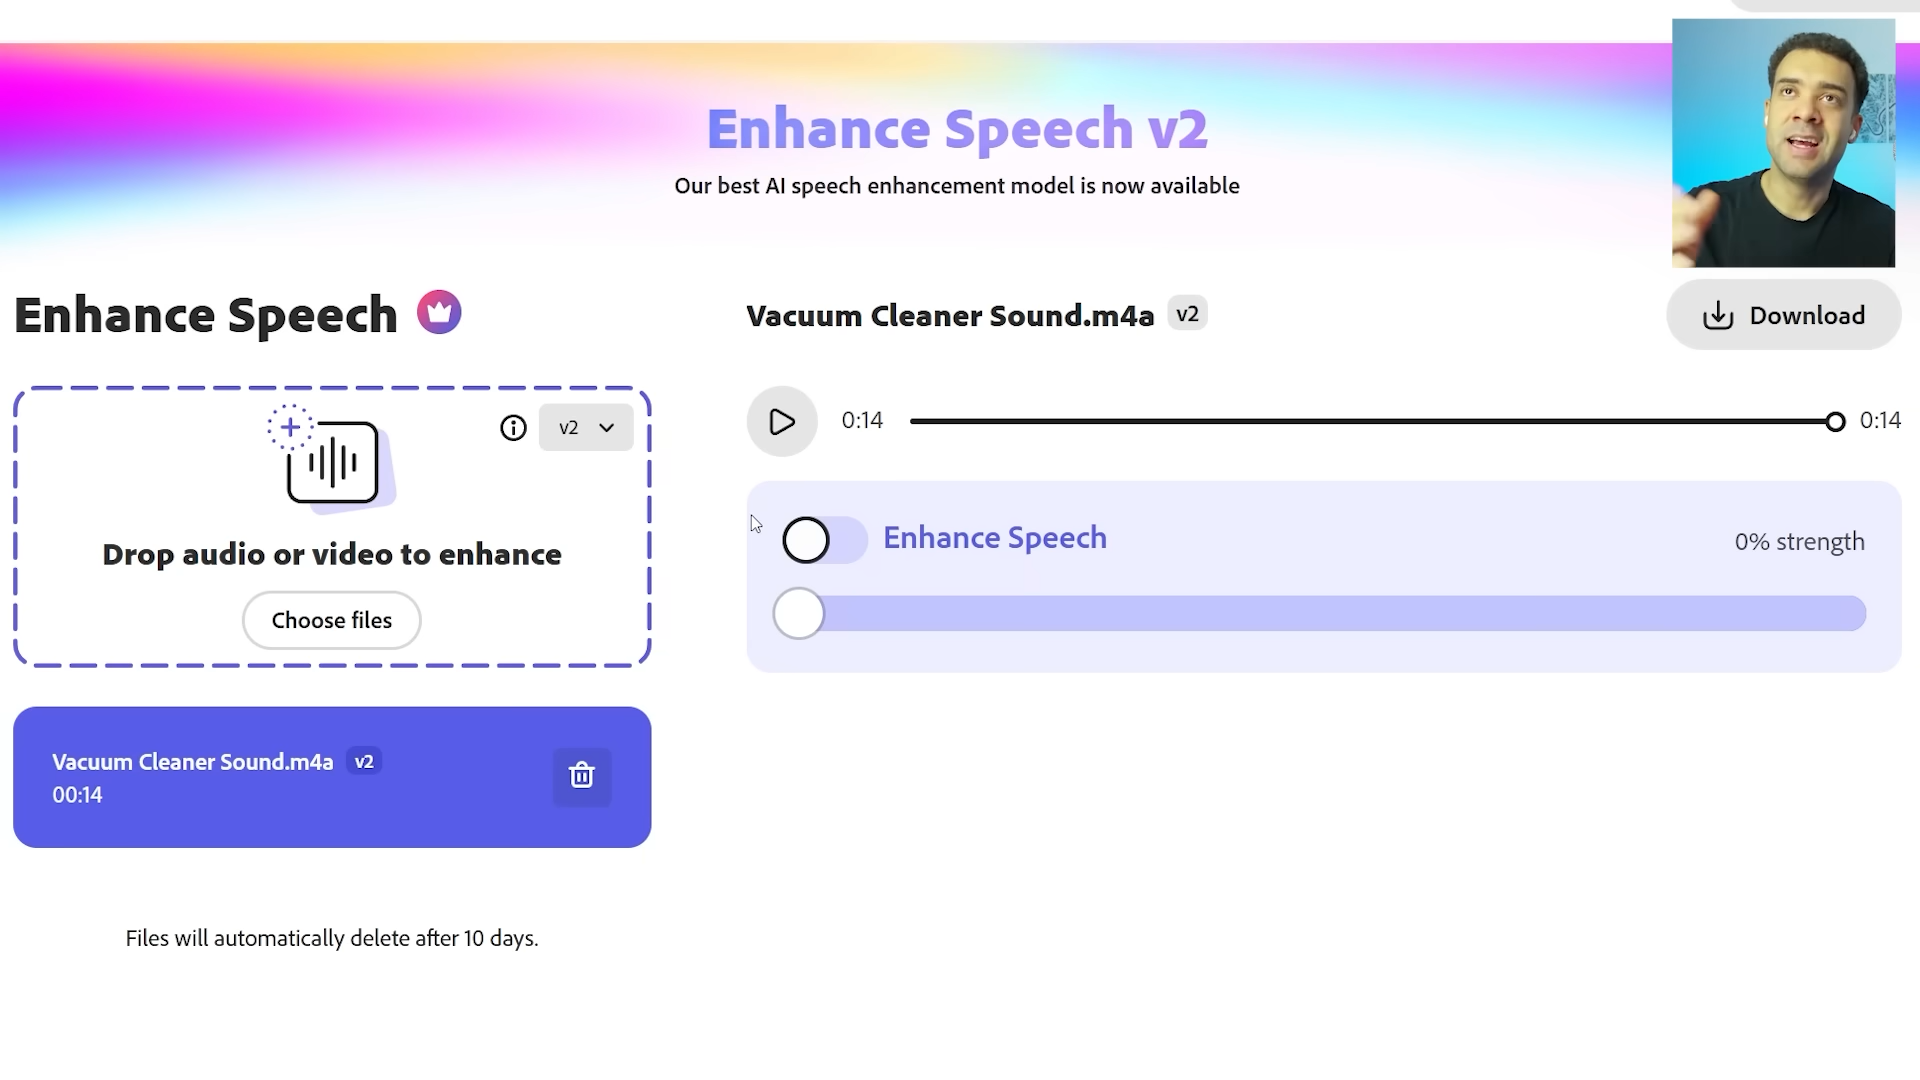 Enhance Speech v2
Our best AI speech enhancement model is now available
Enhance Speech
v2
Drop audio or video to enhance
Choose files
Vacuum Cleaner Sound.m4a v2
00:14
Files will automatically delete after 10 days.
Vacuum Cleaner Sound.m4a v2
Download
0:14 0:14
Enhance Speech 0% strength